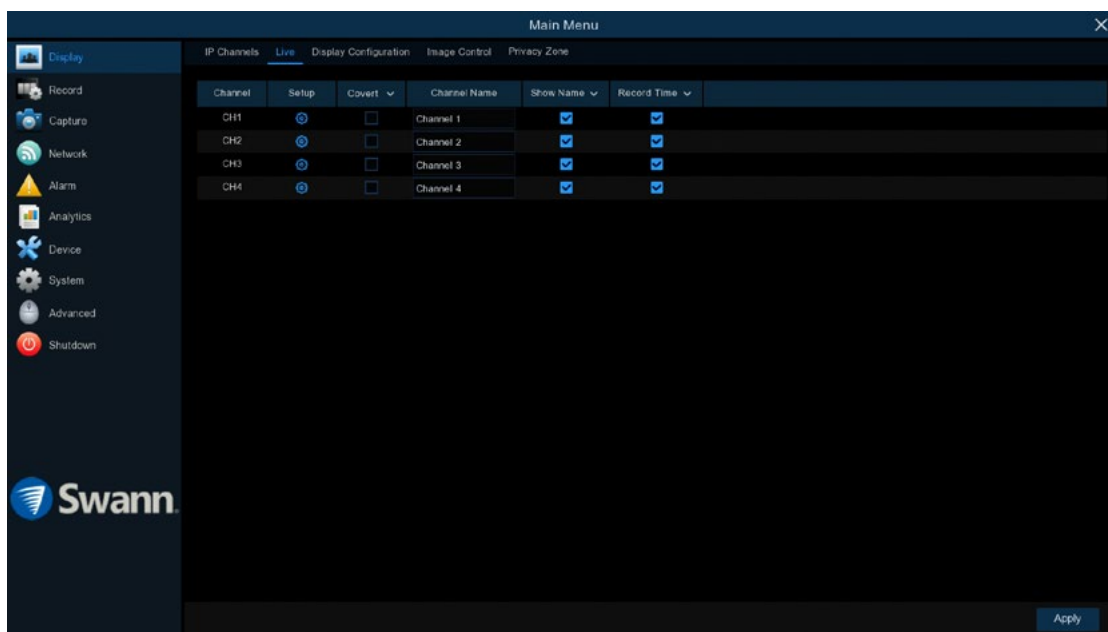 Main Menu
Display
IP Channels Live Display Configuration Image Control Privacy Zone
Record
Channel Setup Covert Channel Name Show Name Record Time
Capture
CH1 Channel 1
Network
CH2 Channel 2
CH3 Channel 3
Alarm
CH4 Channel 4
Analytics
Device
System
Advanced
Shutdown
Swann
Apply